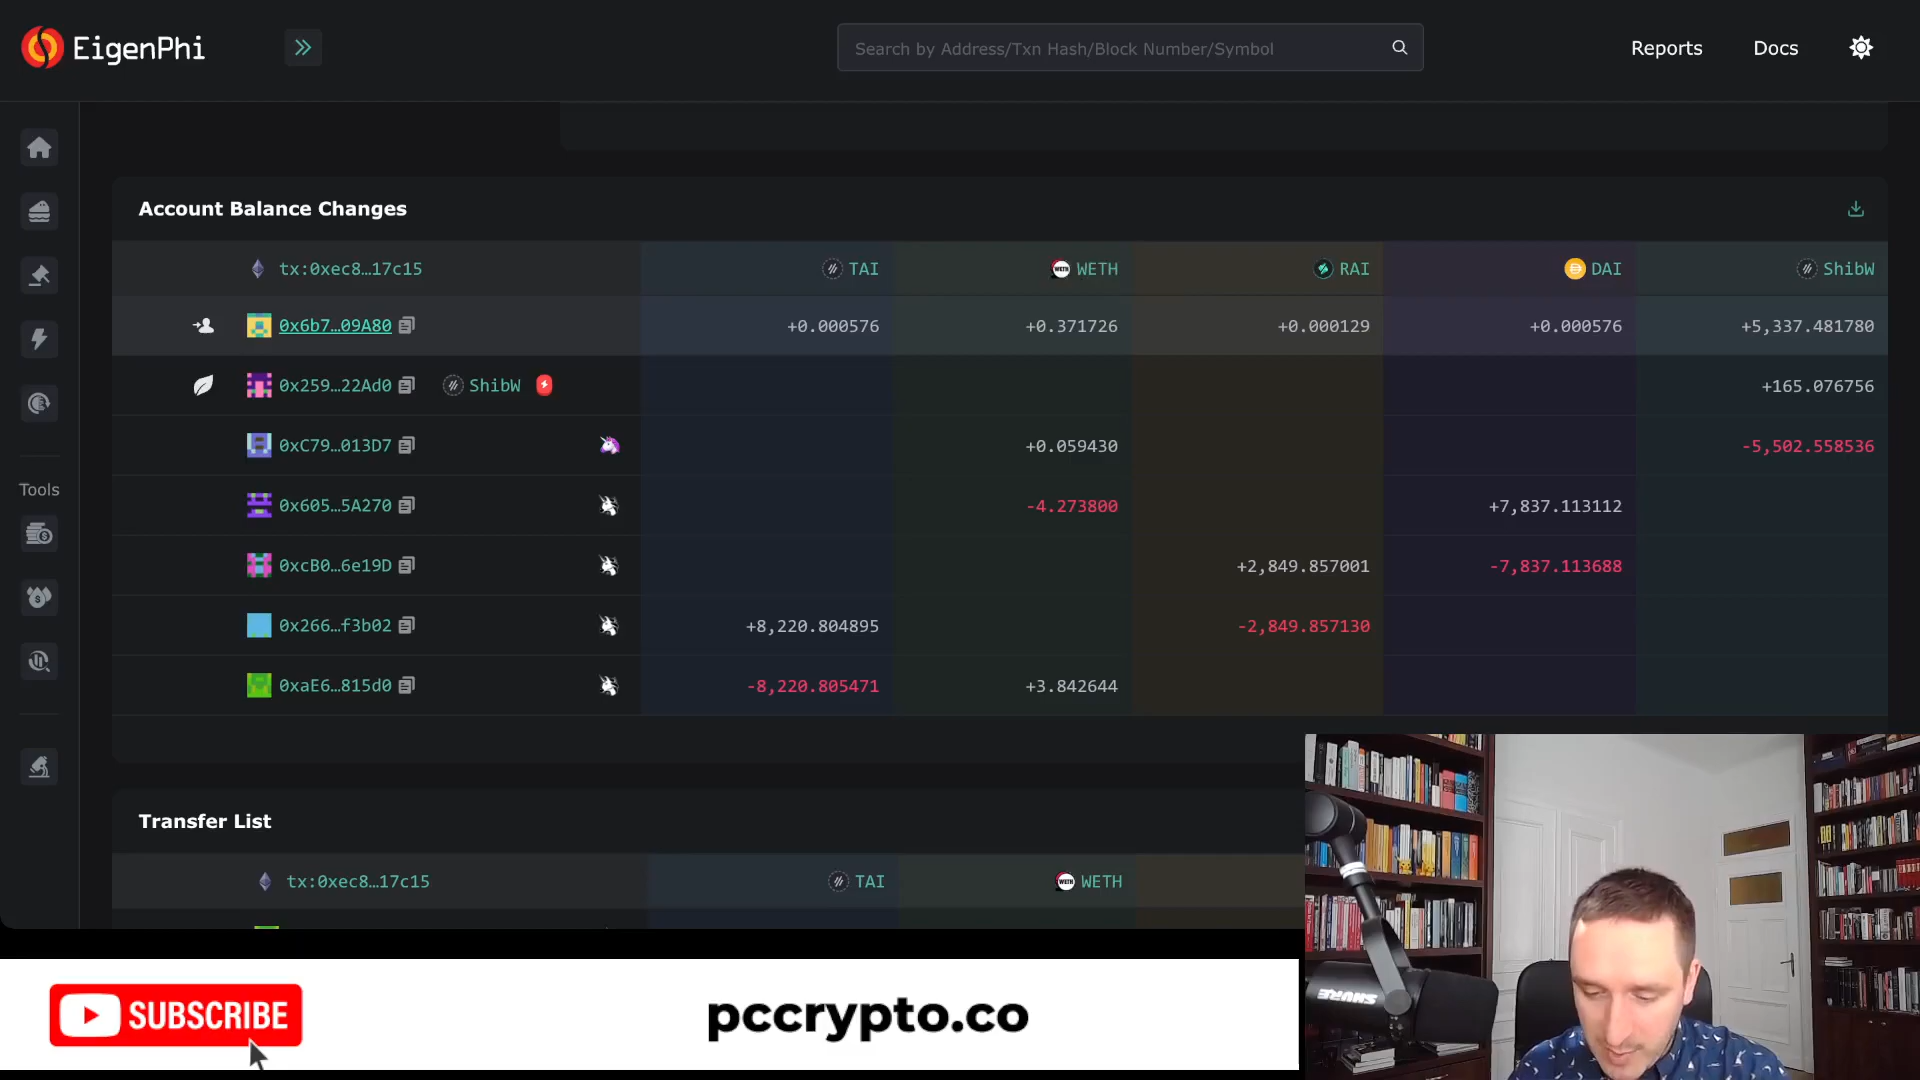 EigenPhi
Search by Address/Txn Hash/Block Number/Symbol
Reports
Docs
Account Balance Changes
tx:0xec8…17c15 TAI WETH RAI DAI ShibW
0x6b7…09A80 +0.000576 +0.371726 +0.000129 +0.000576 +5,337.481780
0x259…22Ad0 ShibW +165.076756
0xC79…013D7 +0.059430 -5,502.558536
0x605…5A270 -4.273800 +7,837.113112
0xcB0…6e19D +2,849.857001 -7,837.113688
0x266…f3b02 +8,220.804895 -2,849.857130
0xaE6…815d0 -8,220.805471 +3.842644
Tools
Transfer List
tx:0xec8…17c15 TAI WETH
SUBSCRIBE
pccrypto.co
SHURE